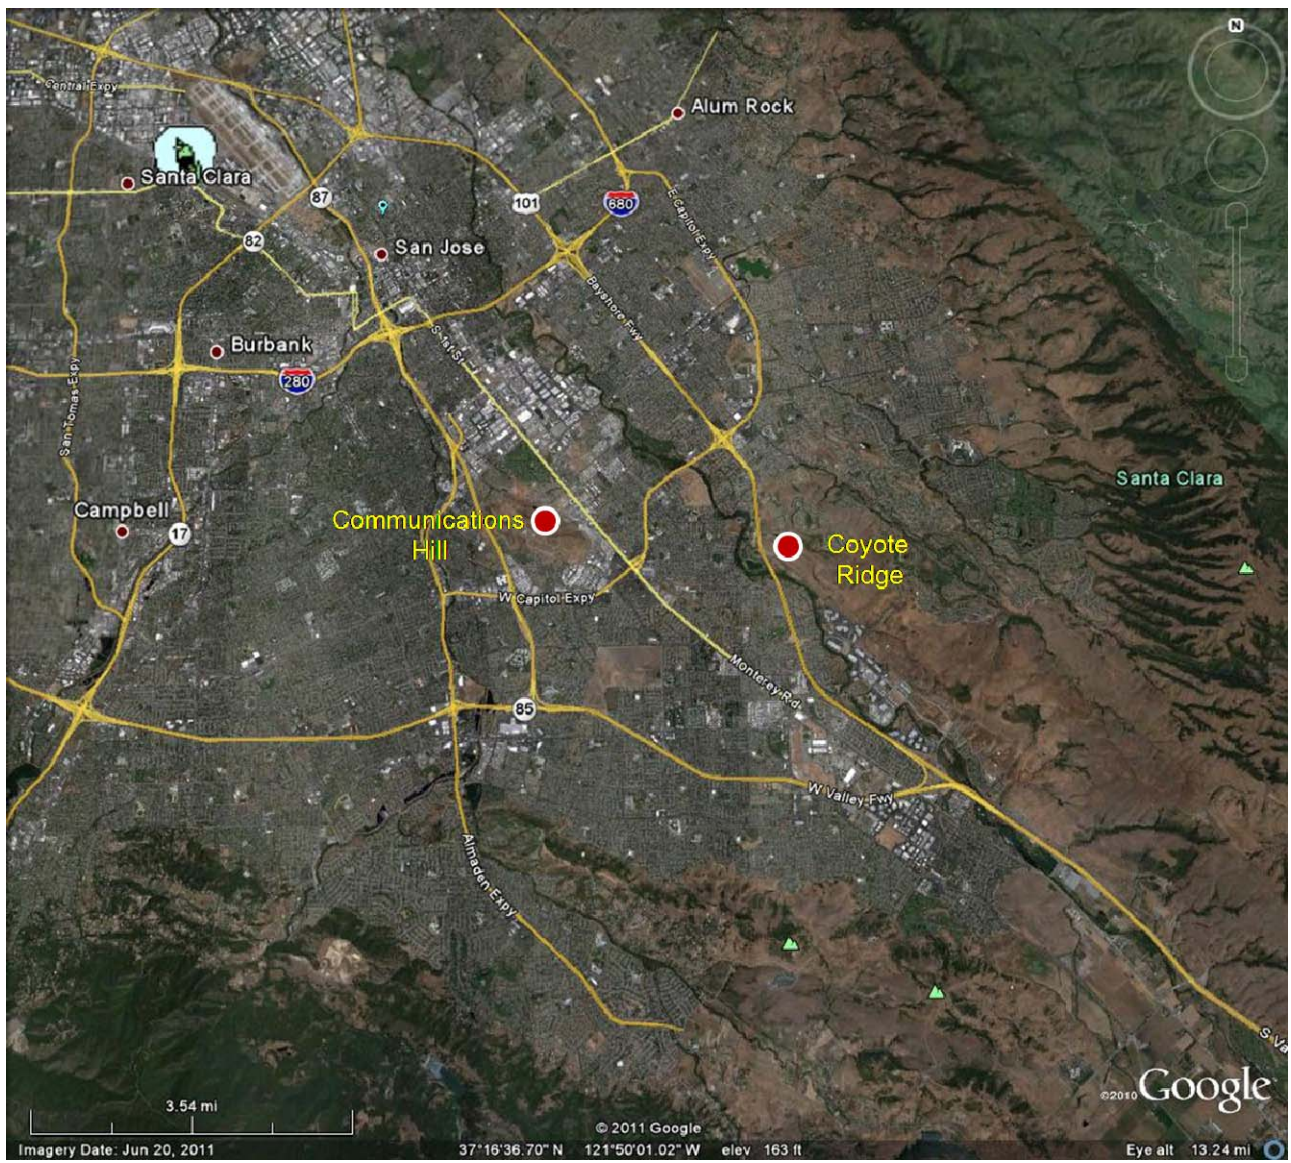 N
Central Expy
Alum Rock
Santa Clara
87
101
680
E Capitol Expy
82
San Jose
Bayshore Fwy
S 1st St
Burbank
280
San Tomas Expy
Santa Clara
Campbell
17
Communications
Hill
Coyote
Ridge
W Capitol Expy
Monterey Rd
85
W Valley Fwy
Almaden Expy
S Va
©2010 Google
3.54 mi
© 2011 Google
Imagery Date: Jun 20, 2011
37°16'36.70" N 121°50'01.02" W elev 163 ft
Eye alt 13.24 mi